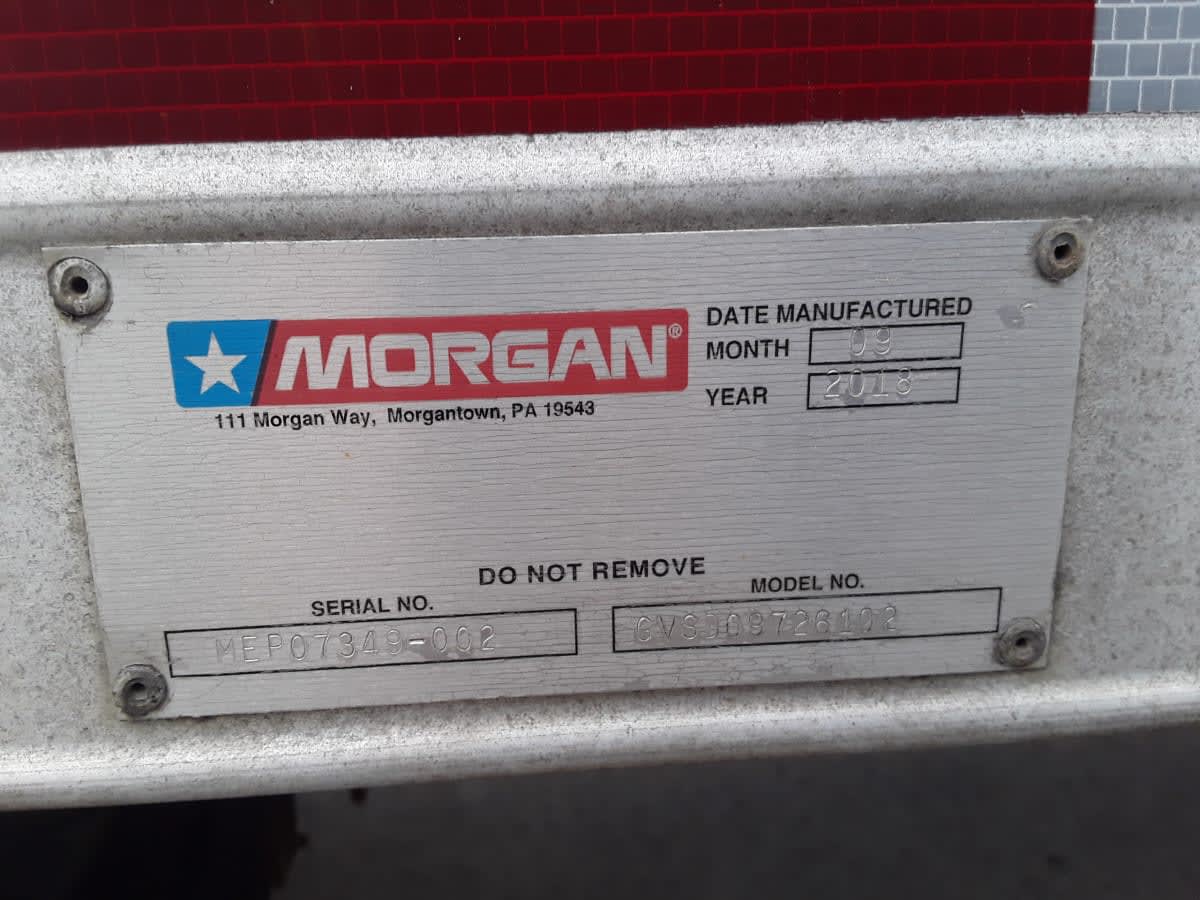 MORGAN®
111 Morgan Way, Morgantown, PA 19543
DATE MANUFACTURED
MONTH 09
YEAR 2018
DO NOT REMOVE
SERIAL NO.
MEP07349-002
MODEL NO.
GVSD09726102